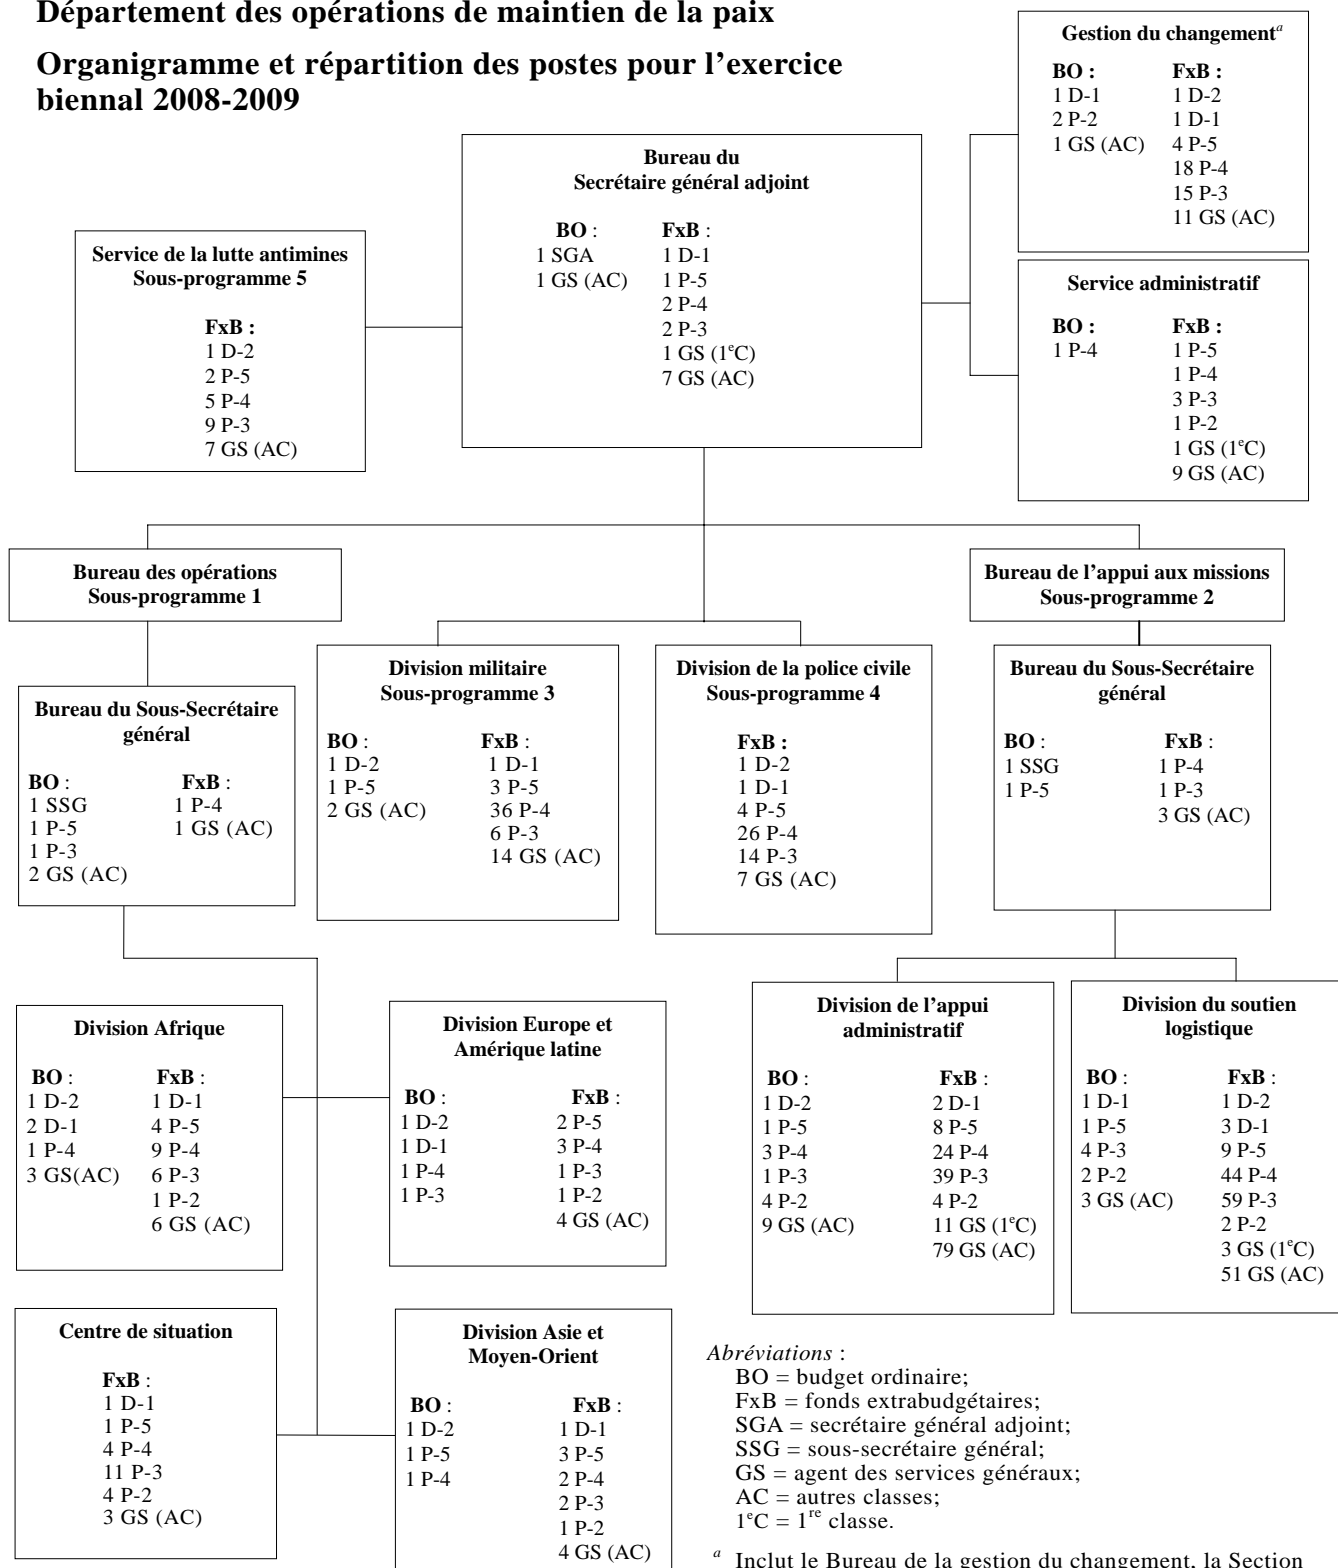 Département des opérations de maintien de la paix
Organigramme et répartition des postes pour l'exercice
biennal 2008-2009
Gestion du changementᵃ
BO : FxB :
1 D-1 1 D-2
2 P-2 1 D-1
1 GS (AC) 4 P-5
18 P-4
15 P-3
11 GS (AC)
Bureau du
Secrétaire général adjoint
BO : FxB :
1 SGA 1 D-1
1 GS (AC) 1 P-5
2 P-4
2 P-3
1 GS (1ᵉC)
7 GS (AC)
Service de la lutte antimines
Sous-programme 5
FxB :
1 D-2
2 P-5
5 P-4
9 P-3
7 GS (AC)
Service administratif
BO : FxB :
1 P-4 1 P-5
1 P-4
3 P-3
1 P-2
1 GS (1ᵉC)
9 GS (AC)
Bureau des opérations
Sous-programme 1
Bureau de l'appui aux missions
Sous-programme 2
Bureau du Sous-Secrétaire
général
BO : FxB :
1 SSG 1 P-4
1 P-5 1 GS (AC)
1 P-3
2 GS (AC)
Division militaire
Sous-programme 3
BO : FxB :
1 D-2 1 D-1
1 P-5 3 P-5
2 GS (AC) 36 P-4
6 P-3
14 GS (AC)
Division de la police civile
Sous-programme 4
FxB :
1 D-2
1 D-1
4 P-5
26 P-4
14 P-3
7 GS (AC)
Bureau du Sous-Secrétaire
général
BO : FxB :
1 SSG 1 P-4
1 P-5 1 P-3
3 GS (AC)
Division Afrique
BO : FxB :
1 D-2 1 D-1
2 D-1 4 P-5
1 P-4 9 P-4
3 GS(AC) 6 P-3
1 P-2
6 GS (AC)
Division Europe et
Amérique latine
BO : FxB :
1 D-2 2 P-5
1 D-1 3 P-4
1 P-4 1 P-3
1 P-3 1 P-2
4 GS (AC)
Division de l'appui
administratif
BO : FxB :
1 D-2 2 D-1
1 P-5 8 P-5
3 P-4 24 P-4
1 P-3 39 P-3
4 P-2 4 P-2
9 GS (AC) 11 GS (1ᵉC)
79 GS (AC)
Division du soutien
logistique
BO : FxB :
1 D-1 1 D-2
1 P-5 3 D-1
4 P-3 9 P-5
2 P-2 44 P-4
3 GS (AC) 59 P-3
2 P-2
3 GS (1ᵉC)
51 GS (AC)
Centre de situation
FxB :
1 D-1
1 P-5
4 P-4
11 P-3
4 P-2
3 GS (AC)
Division Asie et
Moyen-Orient
BO : FxB :
1 D-2 1 D-1
1 P-5 3 P-5
1 P-4 2 P-4
2 P-3
1 P-2
4 GS (AC)
Abréviations :
BO = budget ordinaire;
FxB = fonds extrabudgétaires;
SGA = secrétaire général adjoint;
SSG = sous-secrétaire général;
GS = agent des services généraux;
AC = autres classes;
1ᵉC = 1ʳᵉ classe.
ᵃ Inclut le Bureau de la gestion du changement, la Section